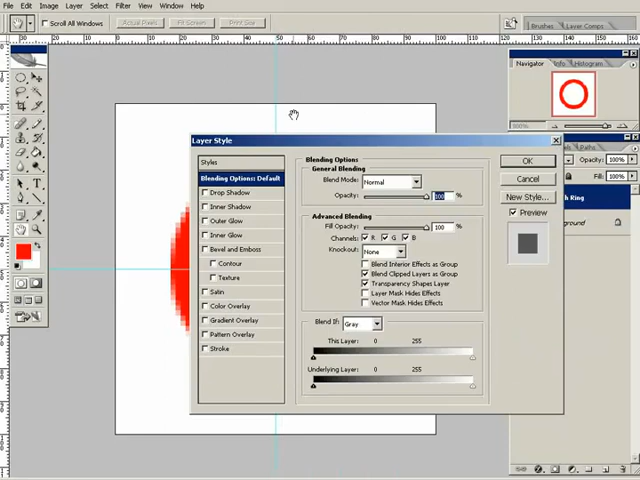 File Edit Image Layer Select Filter View Window Help
Scroll All Windows Actual Pixels Fit Screen Print Size
Brushes Layer Comps
Navigator Info Histogram
100%
Layer Style
Styles
Blending Options: Default
Drop Shadow
Inner Shadow
Outer Glow
Inner Glow
Bevel and Emboss
Contour
Texture
Satin
Color Overlay
Gradient Overlay
Pattern Overlay
Stroke
Blending Options
General Blending
Blend Mode: Normal
Opacity: 100 %
Advanced Blending
Fill Opacity: 100 %
Channels: R G B
Knockout: None
Blend Interior Effects as Group
Blend Clipped Layers as Group
Transparency Shapes Layer
Layer Mask Hides Effects
Vector Mask Hides Effects
Blend If: Gray
This Layer: 0 255
Underlying Layer: 0 255
OK
Cancel
New Style...
Preview
Paths
Opacity: 100%
Fill: 100%
Ring